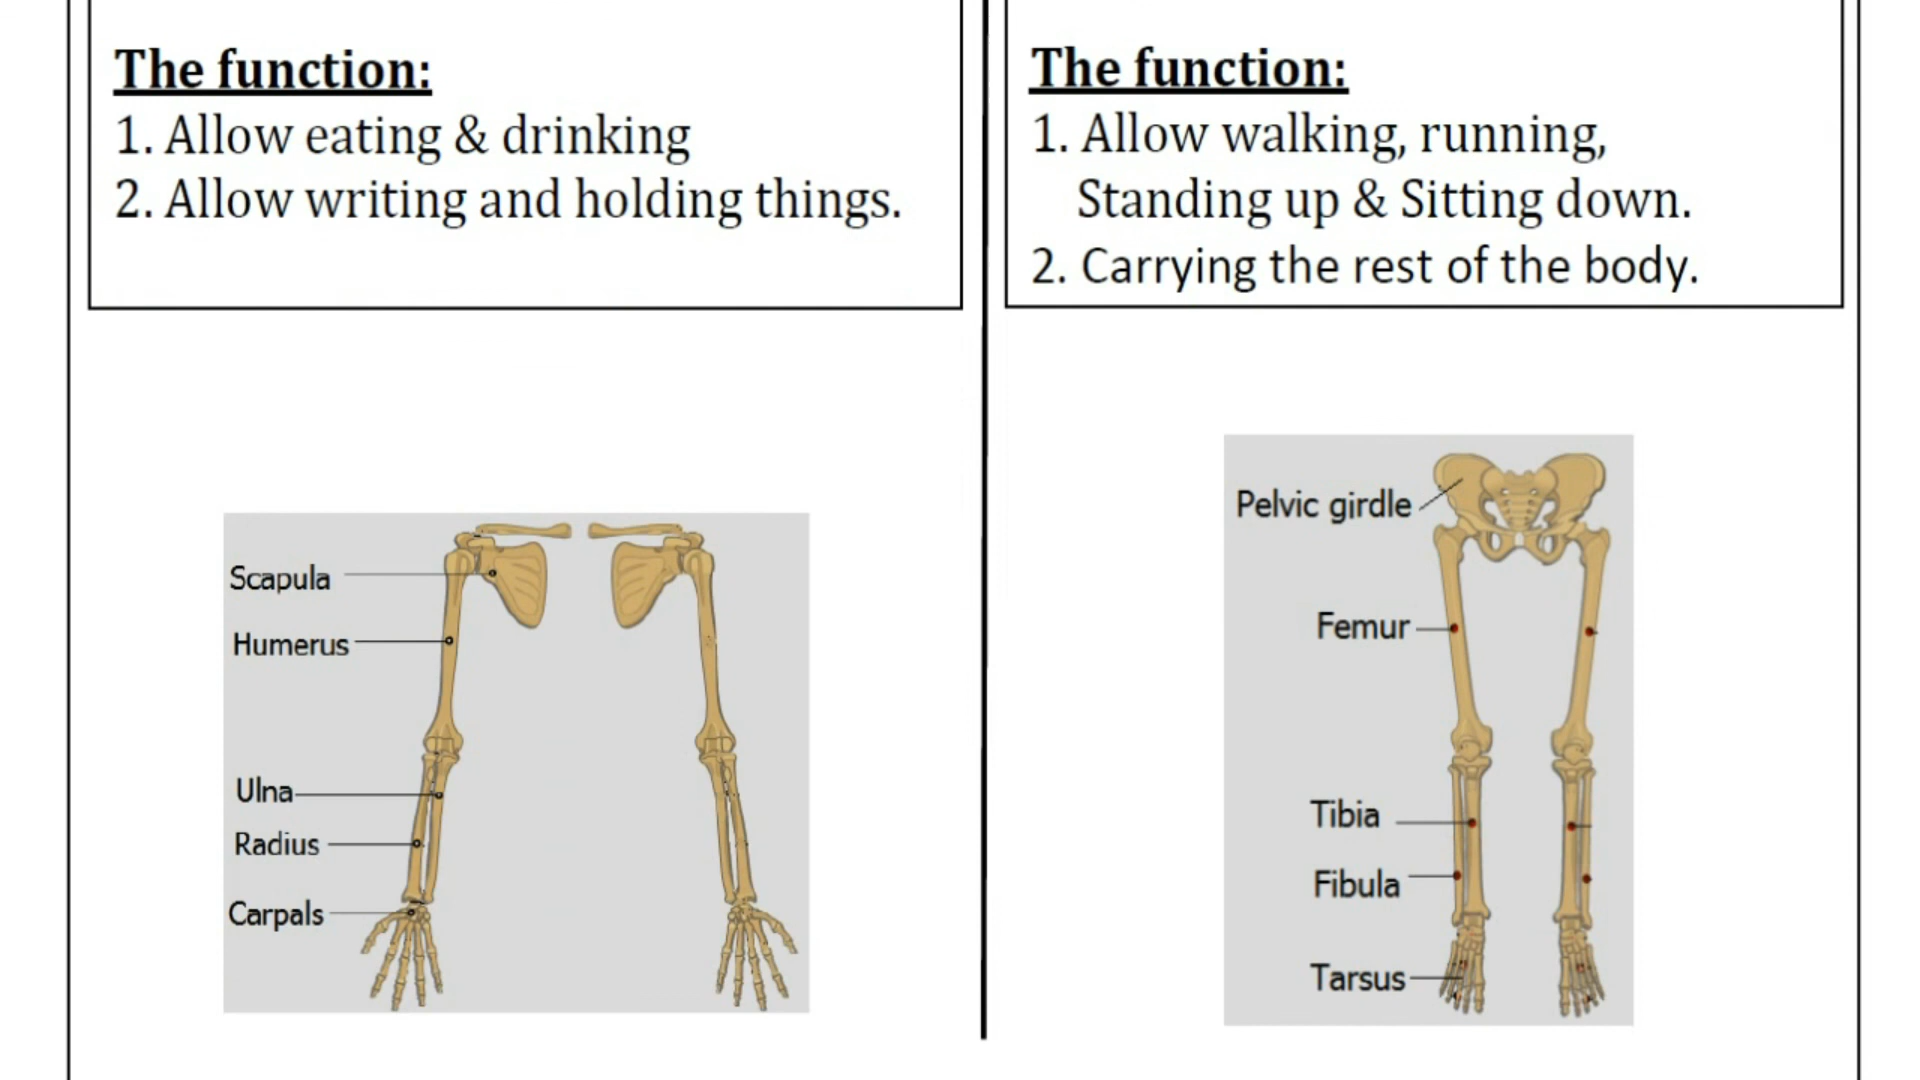 The function:
1. Allow eating & drinking
2. Allow writing and holding things.
The function:
1. Allow walking, running,
Standing up & Sitting down.
2. Carrying the rest of the body.
Scapula
Humerus
Ulna
Radius
Carpals
Pelvic girdle
Femur
Tibia
Fibula
Tarsus